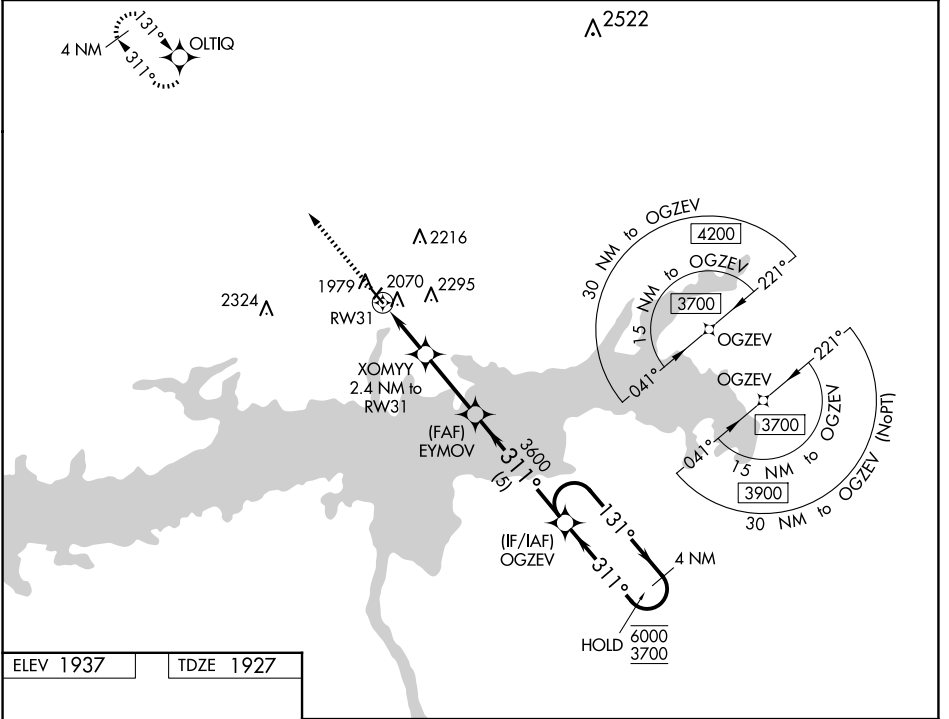 2522
131°
OLTIQ
4 NM
311°
30 NM to OGZEV
4200
2216
15 NM to OGZEV
221°
1979
2070
2295
3700
2324
RW31
OGZEV
041°
221°
XOMYY
2.4 NM to
RW31
OGZEV
3700
(FAF)
EYMOV
041°
15 NM to OGZEV
3900
30 NM to OGZEV (NoPT)
3600
311°
(5)
131°
(IF/IAF)
OGZEV
4 NM
311°
HOLD
6000
3700
ELEV 1937
TDZE 1927